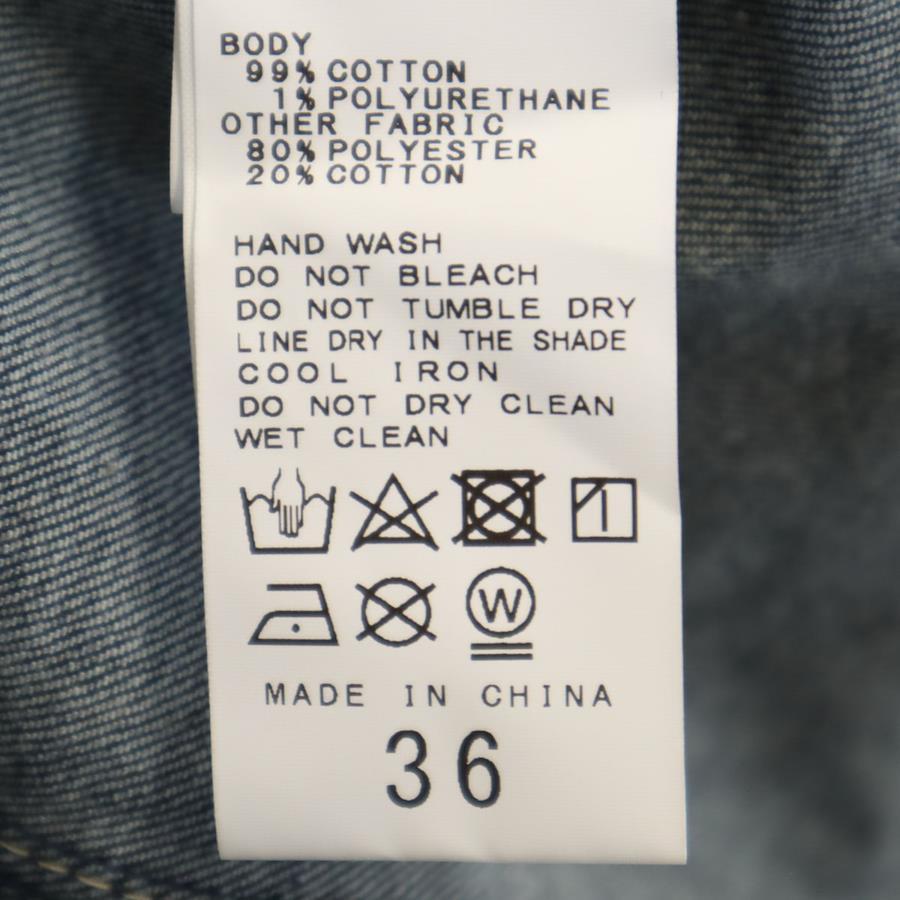 BODY
99% COTTON
1% POLYURETHANE
OTHER FABRIC
80% POLYESTER
20% COTTON
HAND WASH
DO NOT BLEACH
DO NOT TUMBLE DRY
LINE DRY IN THE SHADE
COOL IRON
DO NOT DRY CLEAN
WET CLEAN
W
MADE IN CHINA
36